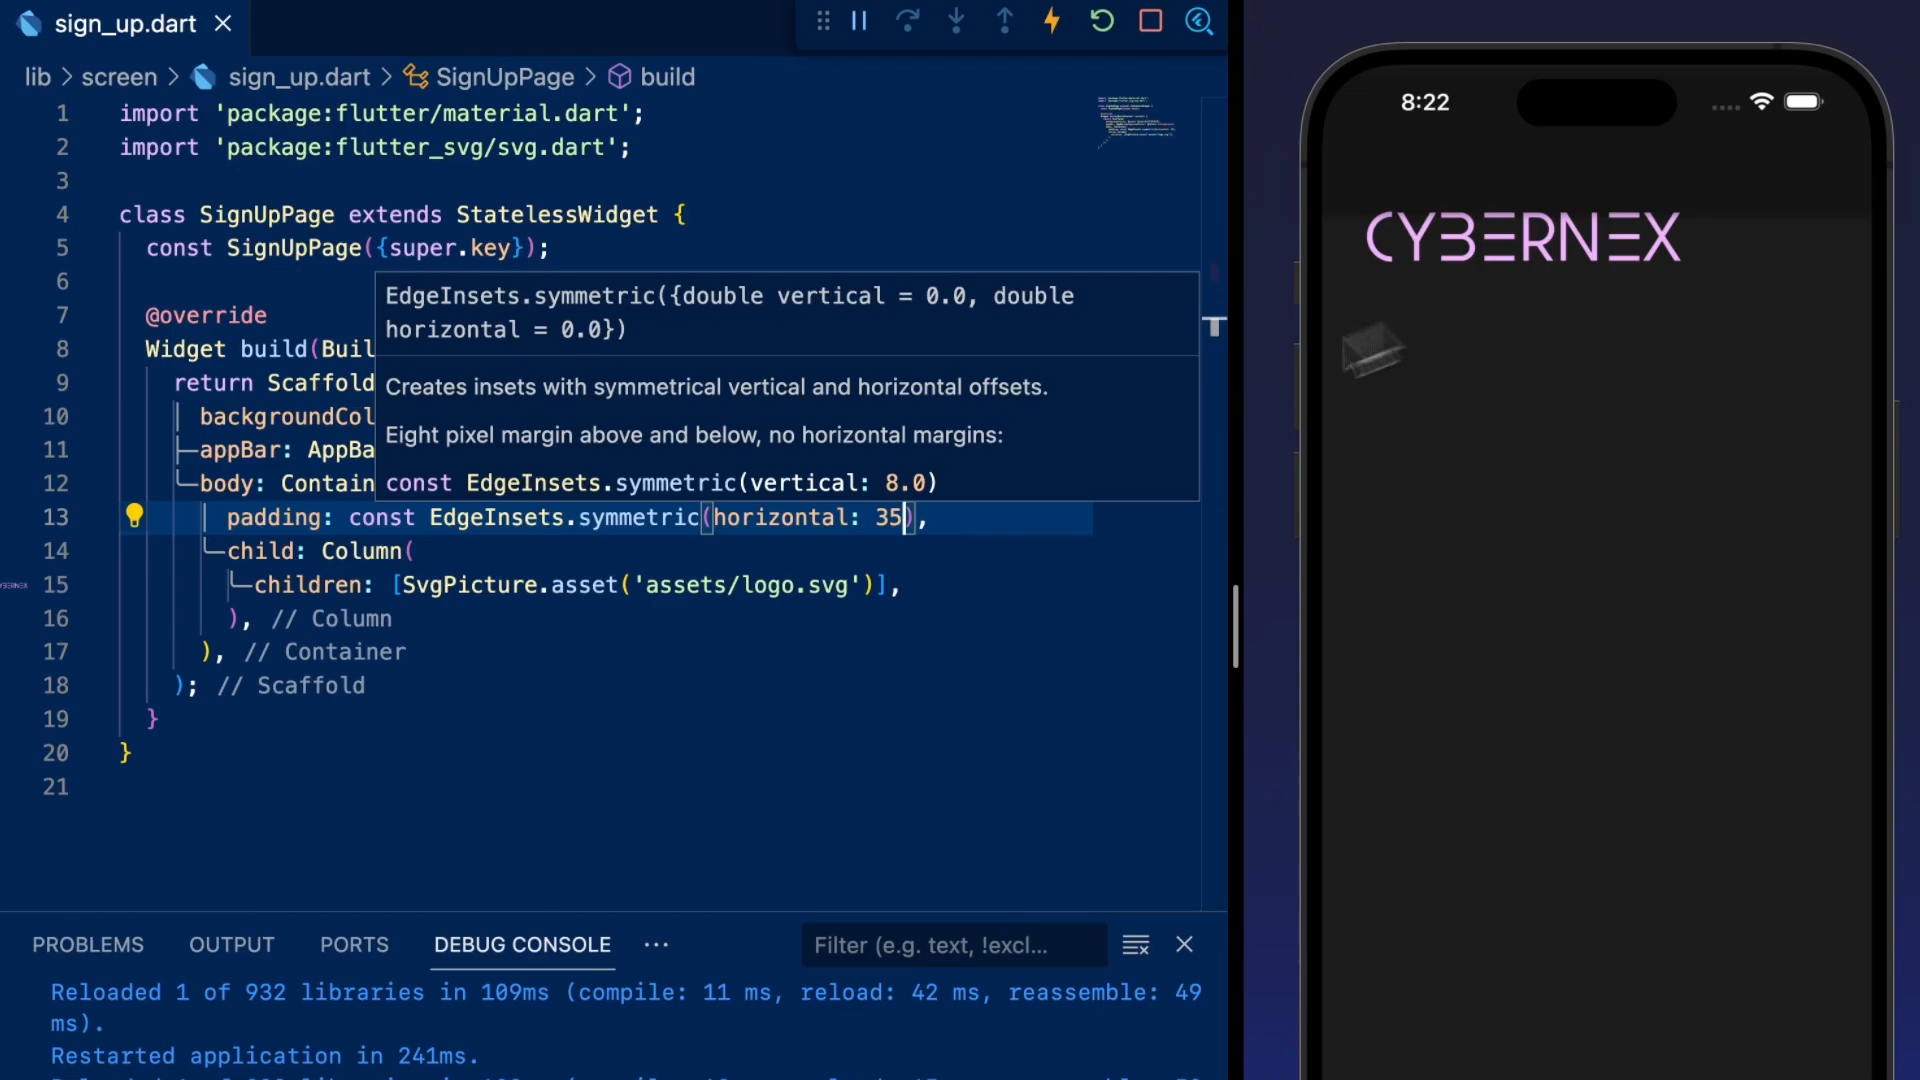 sign_up.dart
lib > screen > sign_up.dart > SignUpPage > build
1 import 'package:flutter/material.dart';
2 import 'package:flutter_svg/svg.dart';
3
4 class SignUpPage extends StatelessWidget {
5 const SignUpPage({super.key});
6
7 @override
8 Widget build(Buil
9 return Scaffold
10 backgroundCol
11 appBar: AppBa
12 body: Contain
EdgeInsets.symmetric({double vertical = 0.0, double
horizontal = 0.0})
Creates insets with symmetrical vertical and horizontal offsets.
Eight pixel margin above and below, no horizontal margins:
const EdgeInsets.symmetric(vertical: 8.0)
13 padding: const EdgeInsets.symmetric(horizontal: 35),
14 child: Column(
15 children: [SvgPicture.asset('assets/logo.svg')],
16 ), // Column
17 ), // Container
18 ); // Scaffold
19 }
20 }
21
PROBLEMS OUTPUT PORTS DEBUG CONSOLE ...
Filter (e.g. text, !excl...
Reloaded 1 of 932 libraries in 109ms (compile: 11 ms, reload: 42 ms, reassemble: 49
ms).
Restarted application in 241ms.
8:22
CYBERNEX